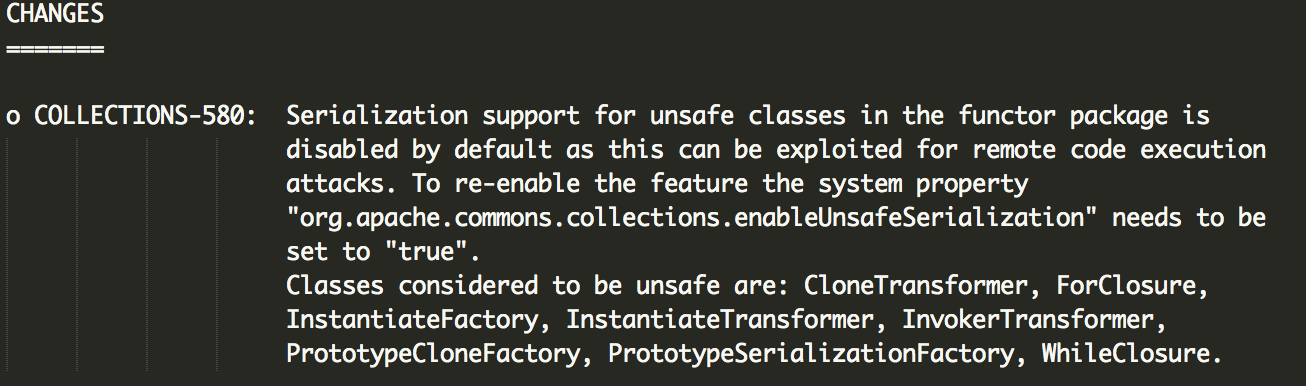 CHANGES
=======
o COLLECTIONS-580: Serialization support for unsafe classes in the functor package is
disabled by default as this can be exploited for remote code execution
attacks. To re-enable the feature the system property
"org.apache.commons.collections.enableUnsafeSerialization" needs to be
set to "true".
Classes considered to be unsafe are: CloneTransformer, ForClosure,
InstantiateFactory, InstantiateTransformer, InvokerTransformer,
PrototypeCloneFactory, PrototypeSerializationFactory, WhileClosure.